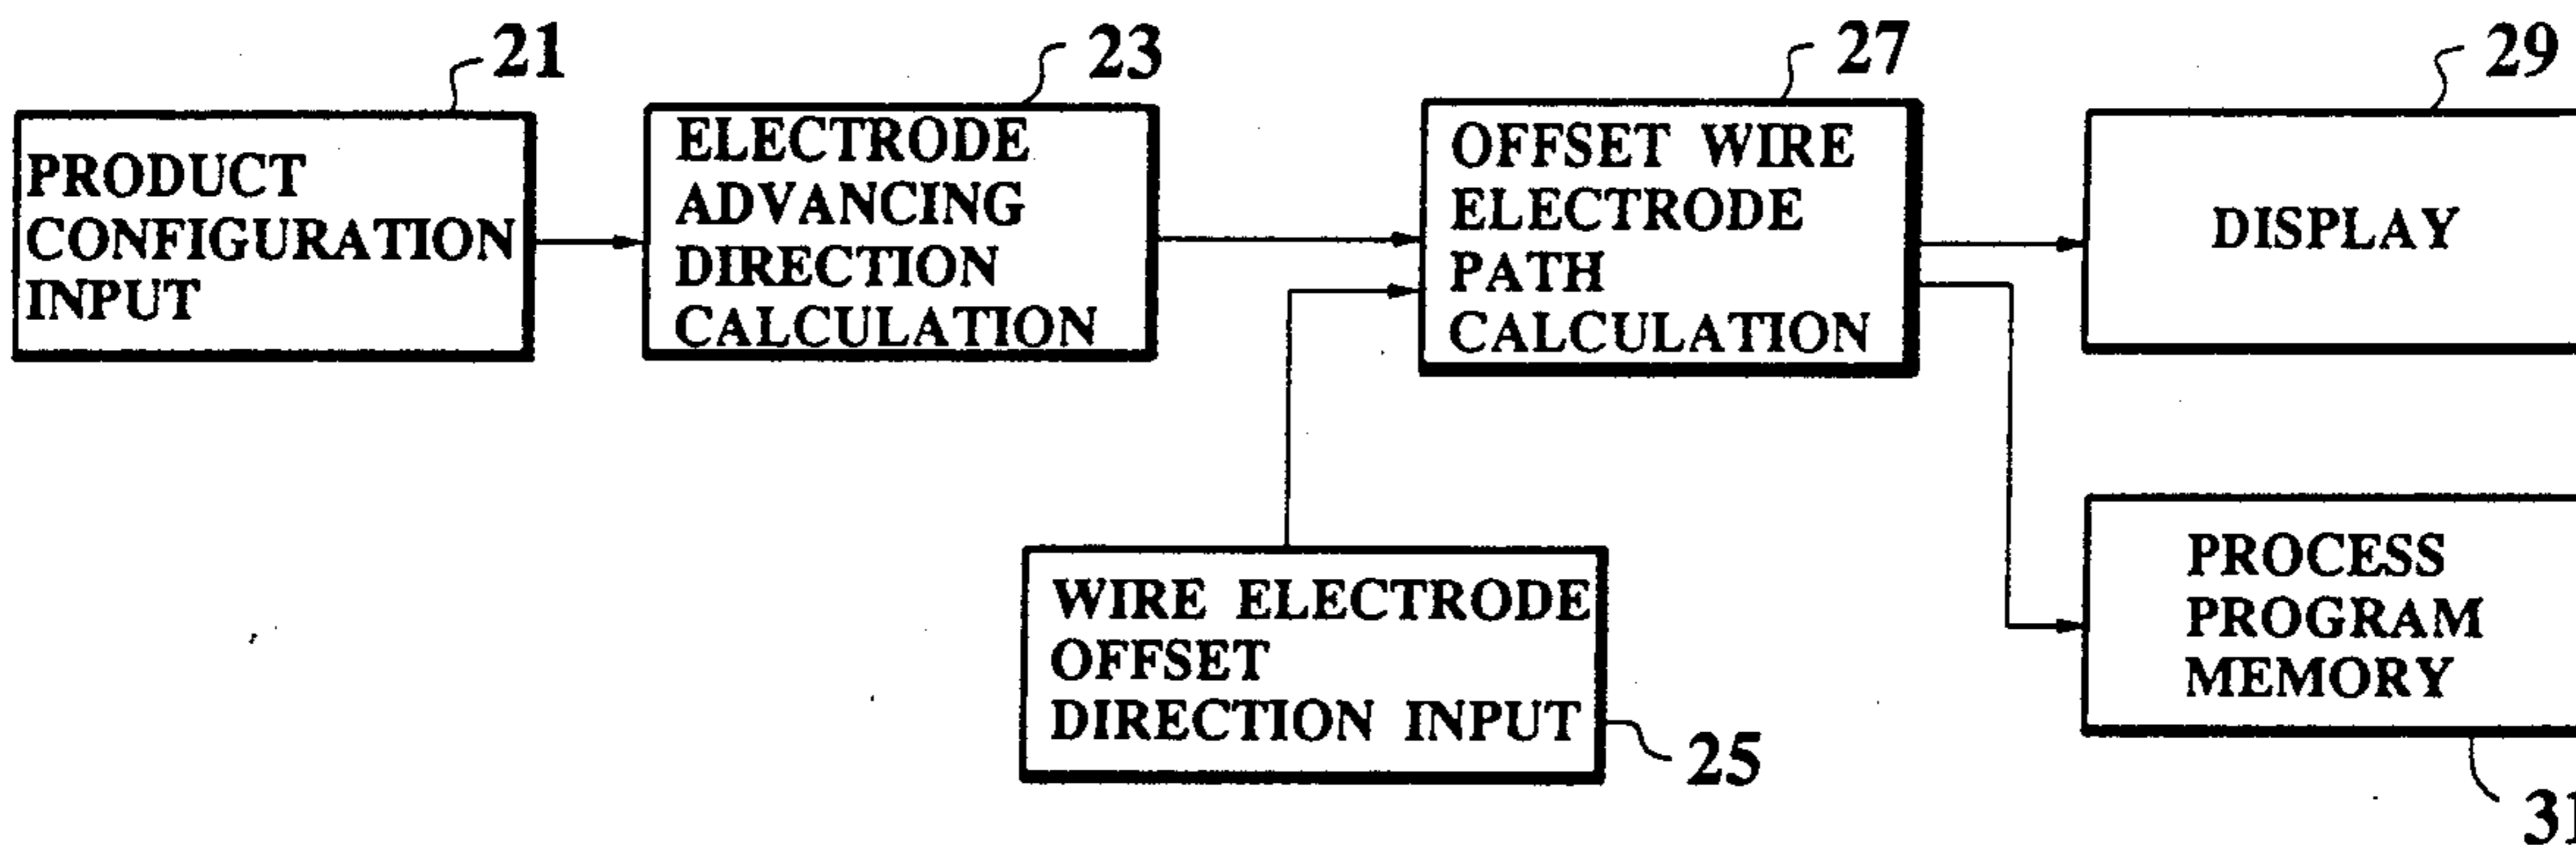 21
PRODUCT
CONFIGURATION
INPUT
23
ELECTRODE
ADVANCING
DIRECTION
CALCULATION
27
OFFSET WIRE
ELECTRODE
PATH
CALCULATION
29
DISPLAY
WIRE ELECTRODE
OFFSET
DIRECTION INPUT
25
PROCESS
PROGRAM
MEMORY
31